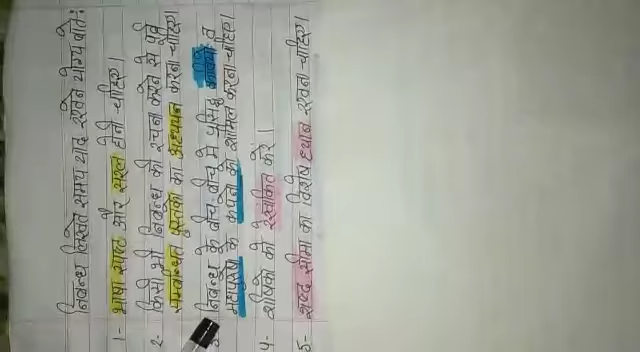 निबन्ध लिखते समय याद रखने योग्य बातें:
1- भाषा स्पष्ट और सरल होनी चाहिए।
2- किसी भी निबन्ध की रचना करने से पूर्व
सम्बन्धित पुस्तकों का अध्ययन करना चाहिए।
3- निबन्ध के बीच-बीच में प्रसिद्ध कवियों व
महापुरुषों के कथनों को शामिल करना चाहिए।
4- शीर्षकों को रेखांकित करें।
5- शब्द सीमा का विशेष ध्यान रखना चाहिए।